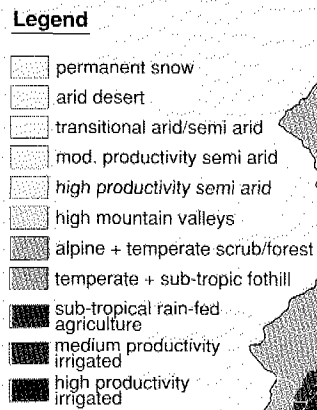 Legend
permanent snow
arid desert
transitional arid/semi arid
mod. productivity semi arid
high productivity semi arid
high mountain valleys
alpine + temperate scrub/forest
temperate + sub-tropic fothill
sub-tropical rain-fed
agriculture
medium productivity
irrigated
high productivity
irrigated